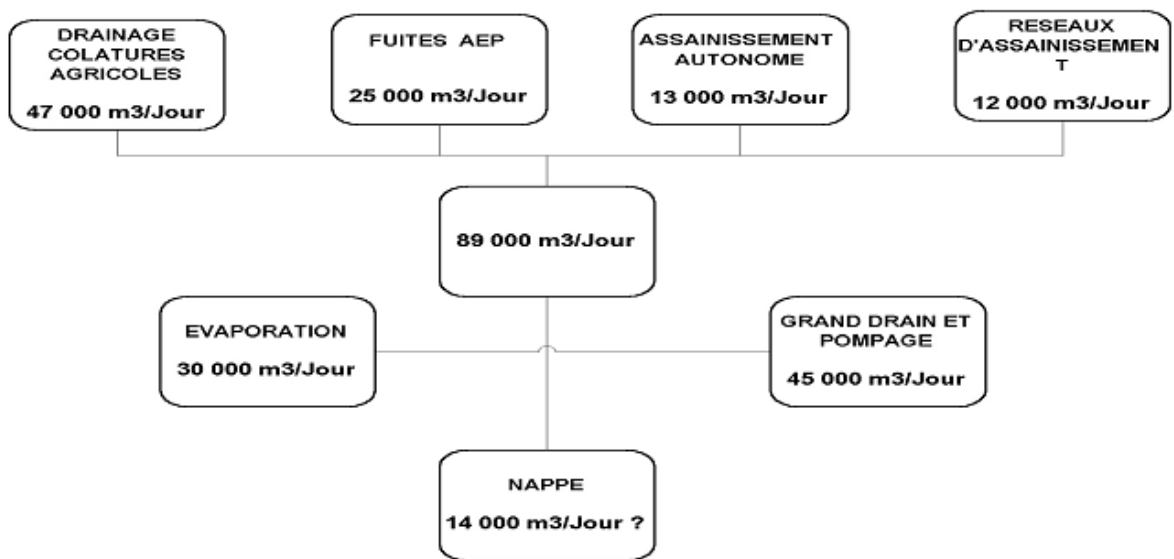 DRAINAGE
COLATURES
AGRICOLES
47 000 m3/Jour
FUITES AEP
25 000 m3/Jour
ASSAINISSEMENT
AUTONOME
13 000 m3/Jour
RESEAUX
D'ASSAINISSEMEN
T
12 000 m3/Jour
89 000 m3/Jour
EVAPORATION
30 000 m3/Jour
GRAND DRAIN ET
POMPAGE
45 000 m3/Jour
NAPPE
14 000 m3/Jour ?